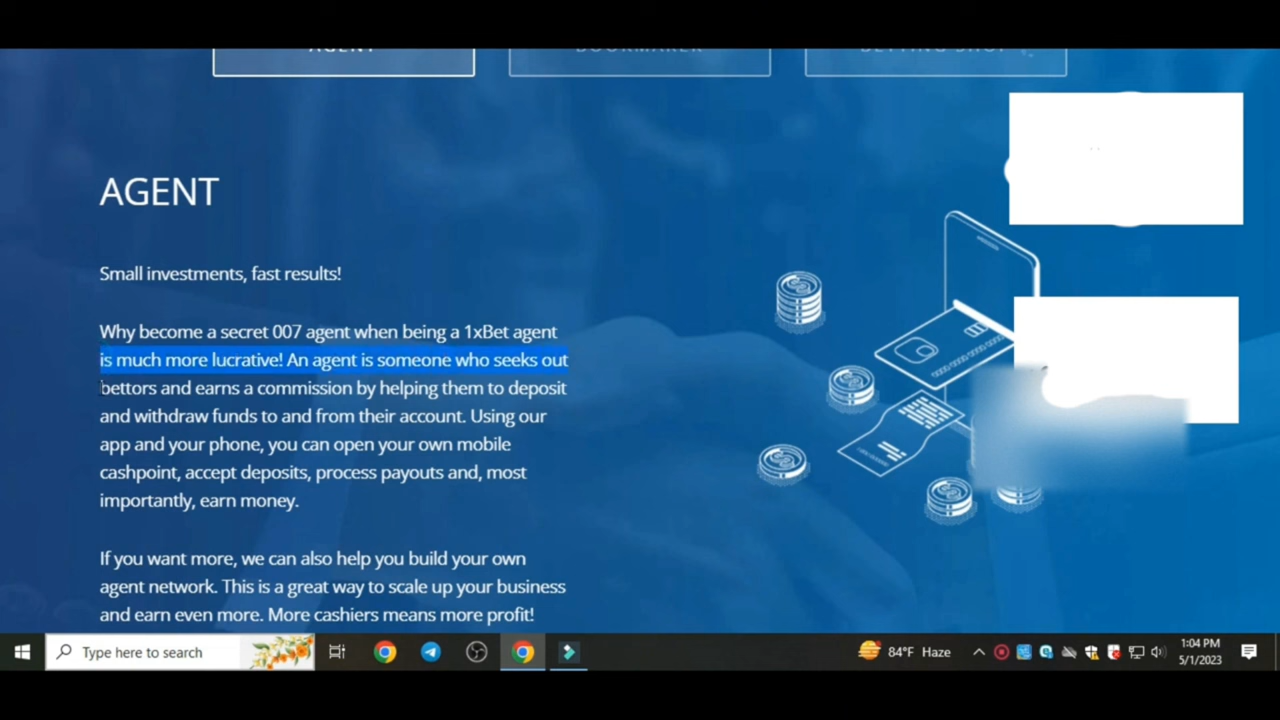 AGENT
BOOKMAKER
BETTING SHOP
AGENT
Small investments, fast results!
Why become a secret 007 agent when being a 1xBet agent
is much more lucrative! An agent is someone who seeks out
bettors and earns a commission by helping them to deposit
and withdraw funds to and from their account. Using our
app and your phone, you can open your own mobile
cashpoint, accept deposits, process payouts and, most
importantly, earn money.
If you want more, we can also help you build your own
agent network. This is a great way to scale up your business
and earn even more. More cashiers means more profit!
Type here to search
84°F Haze
1:04 PM
5/1/2023